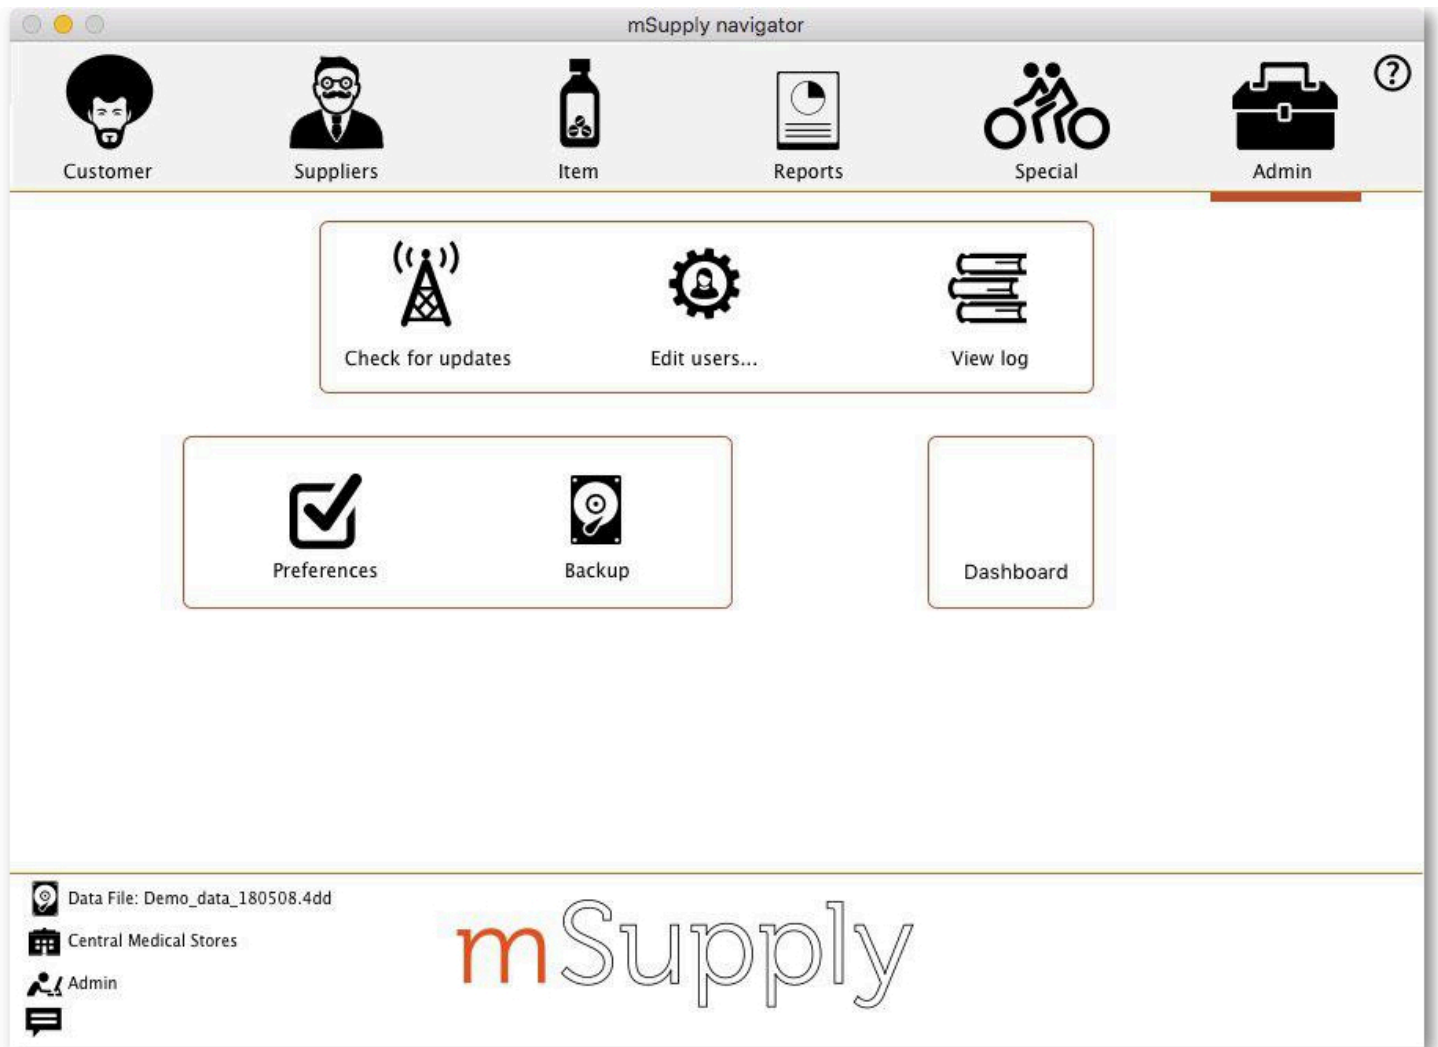 mSupply navigator
?
Customer Suppliers Item Reports Special Admin
Check for updates Edit users... View log
Preferences Backup Dashboard
Data File: Demo_data_180508.4dd
Central Medical Stores
Admin
mSupply